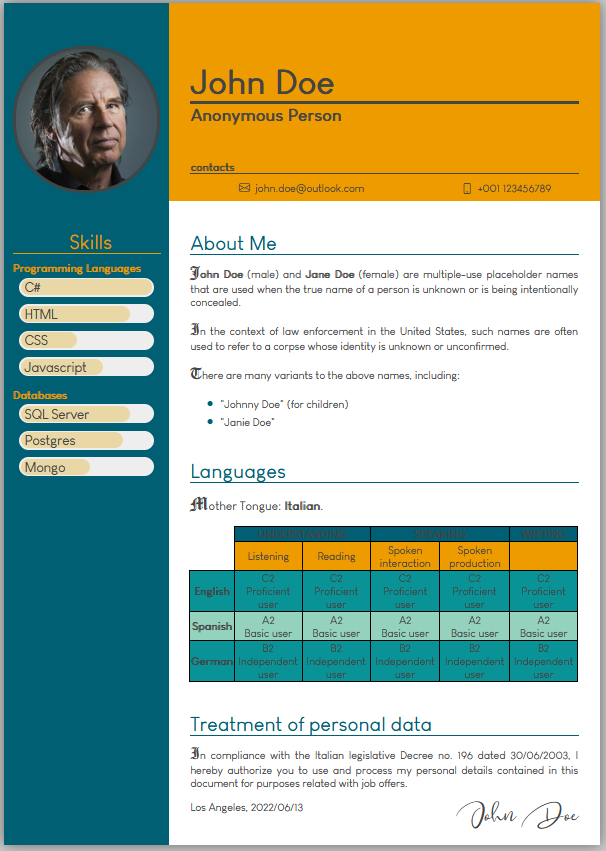 John Doe
Anonymous Person
contacts
john.doe@outlook.com
+001 123456789
Skills
Programming Languages
C#
HTML
CSS
Javascript
Databases
SQL Server
Postgres
Mongo
About Me
John Doe (male) and Jane Doe (female) are multiple-use placeholder names
that are used when the true name of a person is unknown or is being intentionally
concealed.
In the context of law enforcement in the United States, such names are often
used to refer to a corpse whose identity is unknown or unconfirmed.
There are many variants to the above names, including:
"Johnny Doe" (for children)
"Janie Doe"
Languages
Mother Tongue: Italian.
UNDERSTANDING SPEAKING WRITING
Listening Reading Spoken interaction Spoken production
English C2 Proficient user C2 Proficient user C2 Proficient user C2 Proficient user C2 Proficient user
Spanish A2 Basic user A2 Basic user A2 Basic user A2 Basic user A2 Basic user
German B2 Independent user B2 Independent user B2 Independent user B2 Independent user B2 Independent user
Treatment of personal data
In compliance with the Italian legislative Decree no. 196 dated 30/06/2003, I
hereby authorize you to use and process my personal details contained in this
document for purposes related with job offers.
Los Angeles, 2022/06/13
John Doe